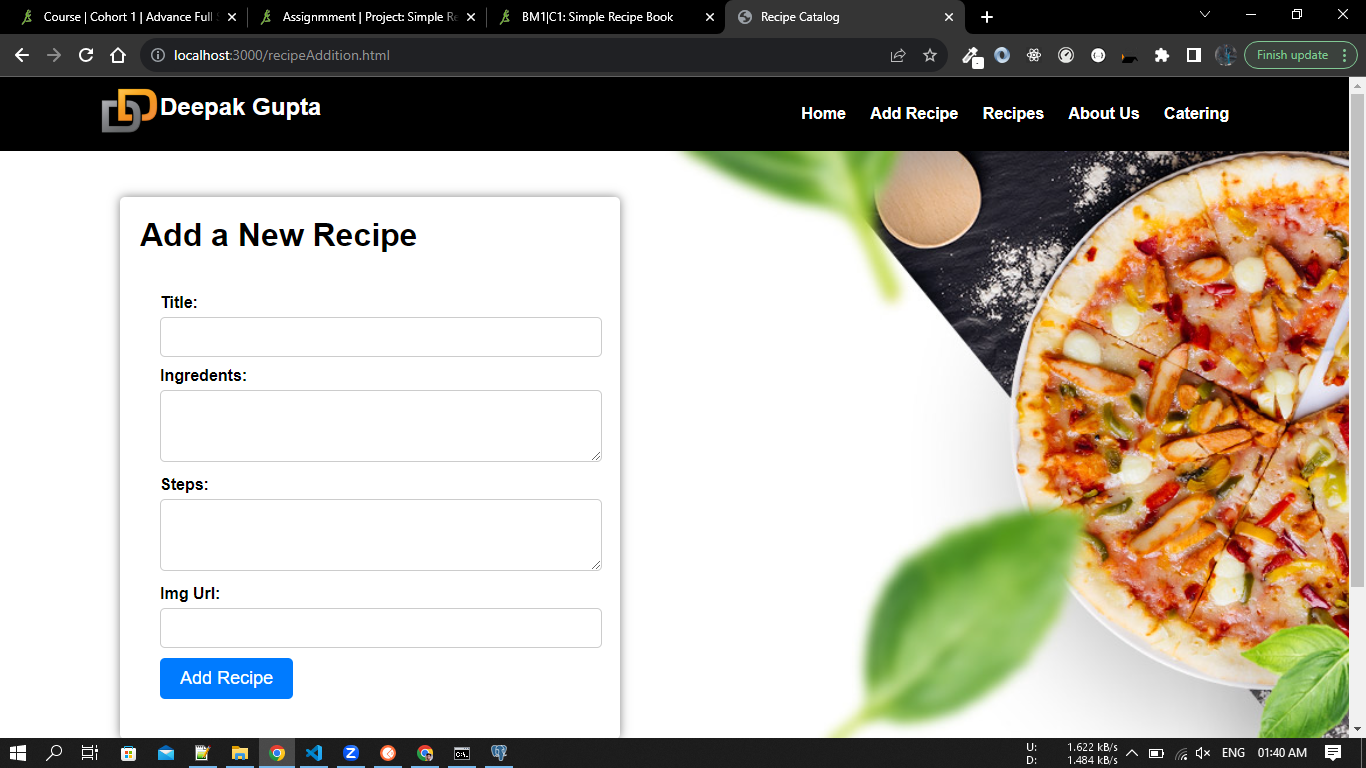 Course | Cohort 1 | Advance Full
Assignmment | Project: Simple Re
BM1|C1: Simple Recipe Book
Recipe Catalog
localhost:3000/recipeAddition.html
Finish update
Deepak Gupta
Home
Add Recipe
Recipes
About Us
Catering
Add a New Recipe
Title:
Ingredents:
Steps:
Img Url:
Add Recipe
U: 1.622 kB/s
D: 1.484 kB/s
ENG
01:40 AM